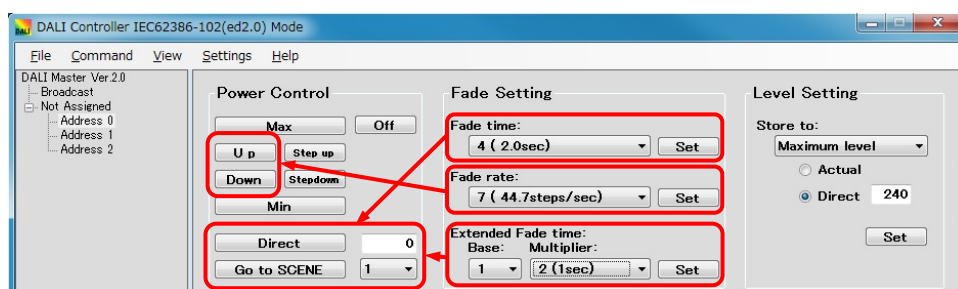 DALI Controller IEC62386-102(ed2.0) Mode
File Command View Settings Help
DALI Master Ver.2.0
Broadcast
Not Assigned
Address 0
Address 1
Address 2
Power Control
Max
Off
Up
Step up
Down
Stepdown
Min
Direct
0
Go to SCENE
1
Fade Setting
Fade time:
4 ( 2.0sec)
Set
Fade rate:
7 ( 44.7steps/sec)
Set
Extended Fade time:
Base: Multiplier:
1
2 (1sec)
Set
Level Setting
Store to:
Maximum level
Actual
Direct
240
Set